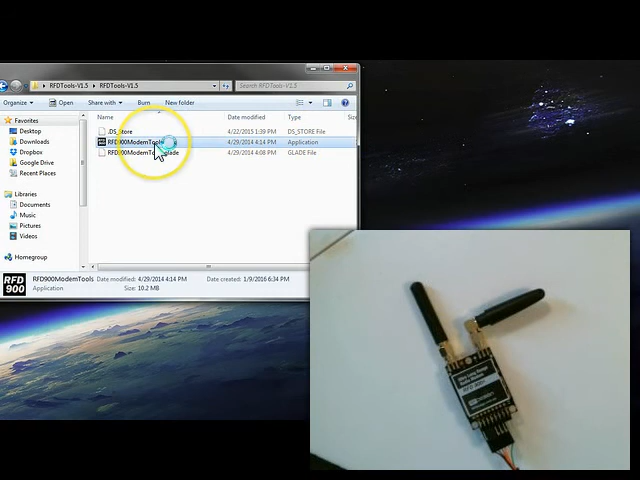 RFDTools-V1.5 ▸ RFDTools-V1.5
Search RFDTools-V1.5
Organize Open Share with Burn New folder
Favorites
Desktop
Downloads
Dropbox
Google Drive
Recent Places
Libraries
Documents
Music
Pictures
Videos
Homegroup
Name Date modified Type Siz
.DS_Store 4/22/2015 1:39 PM DS_STORE File
RFD900ModemTools 4/29/2014 4:14 PM Application
4/29/2014 4:08 PM GLADE File
RFD
900
RFD900ModemTools Date modified: 4/29/2014 4:14 PM Date created: 1/9/2016 6:34 PM
Application Size: 10.2 MB